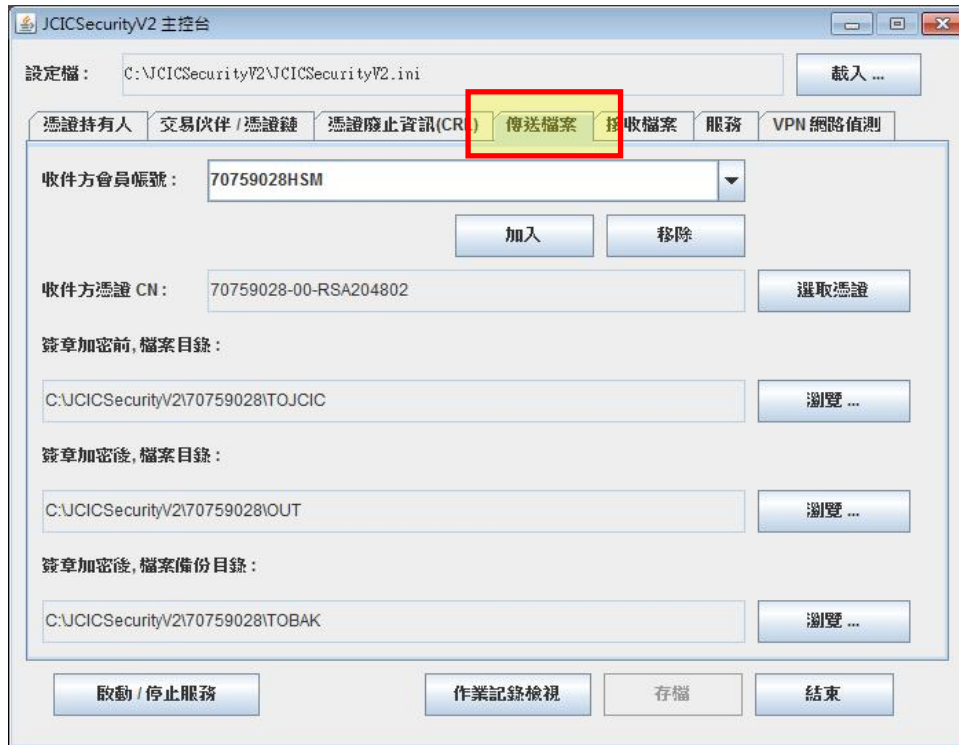 JCICSecurityV2 主控台
設定檔： C:\JCICSecurityV2\JCICSecurityV2.ini 載入 ...
憑證持有人 交易伙伴 / 憑證鏈 憑證廢止資訊(CRL) 傳送檔案 接收檔案 服務 VPN 網路偵測
收件方會員帳號： 70759028HSM
加入 移除
收件方憑證 CN： 70759028-00-RSA204802 選取憑證
簽章加密前, 檔案目錄：
C:\JCICSecurityV2\70759028\TOJCIC 瀏覽 ...
簽章加密後, 檔案目錄：
C:\JCICSecurityV2\70759028\OUT 瀏覽 ...
簽章加密後, 檔案備份目錄：
C:\JCICSecurityV2\70759028\TOBAK 瀏覽 ...
啟動 / 停止服務 作業記錄檢視 存檔 結束